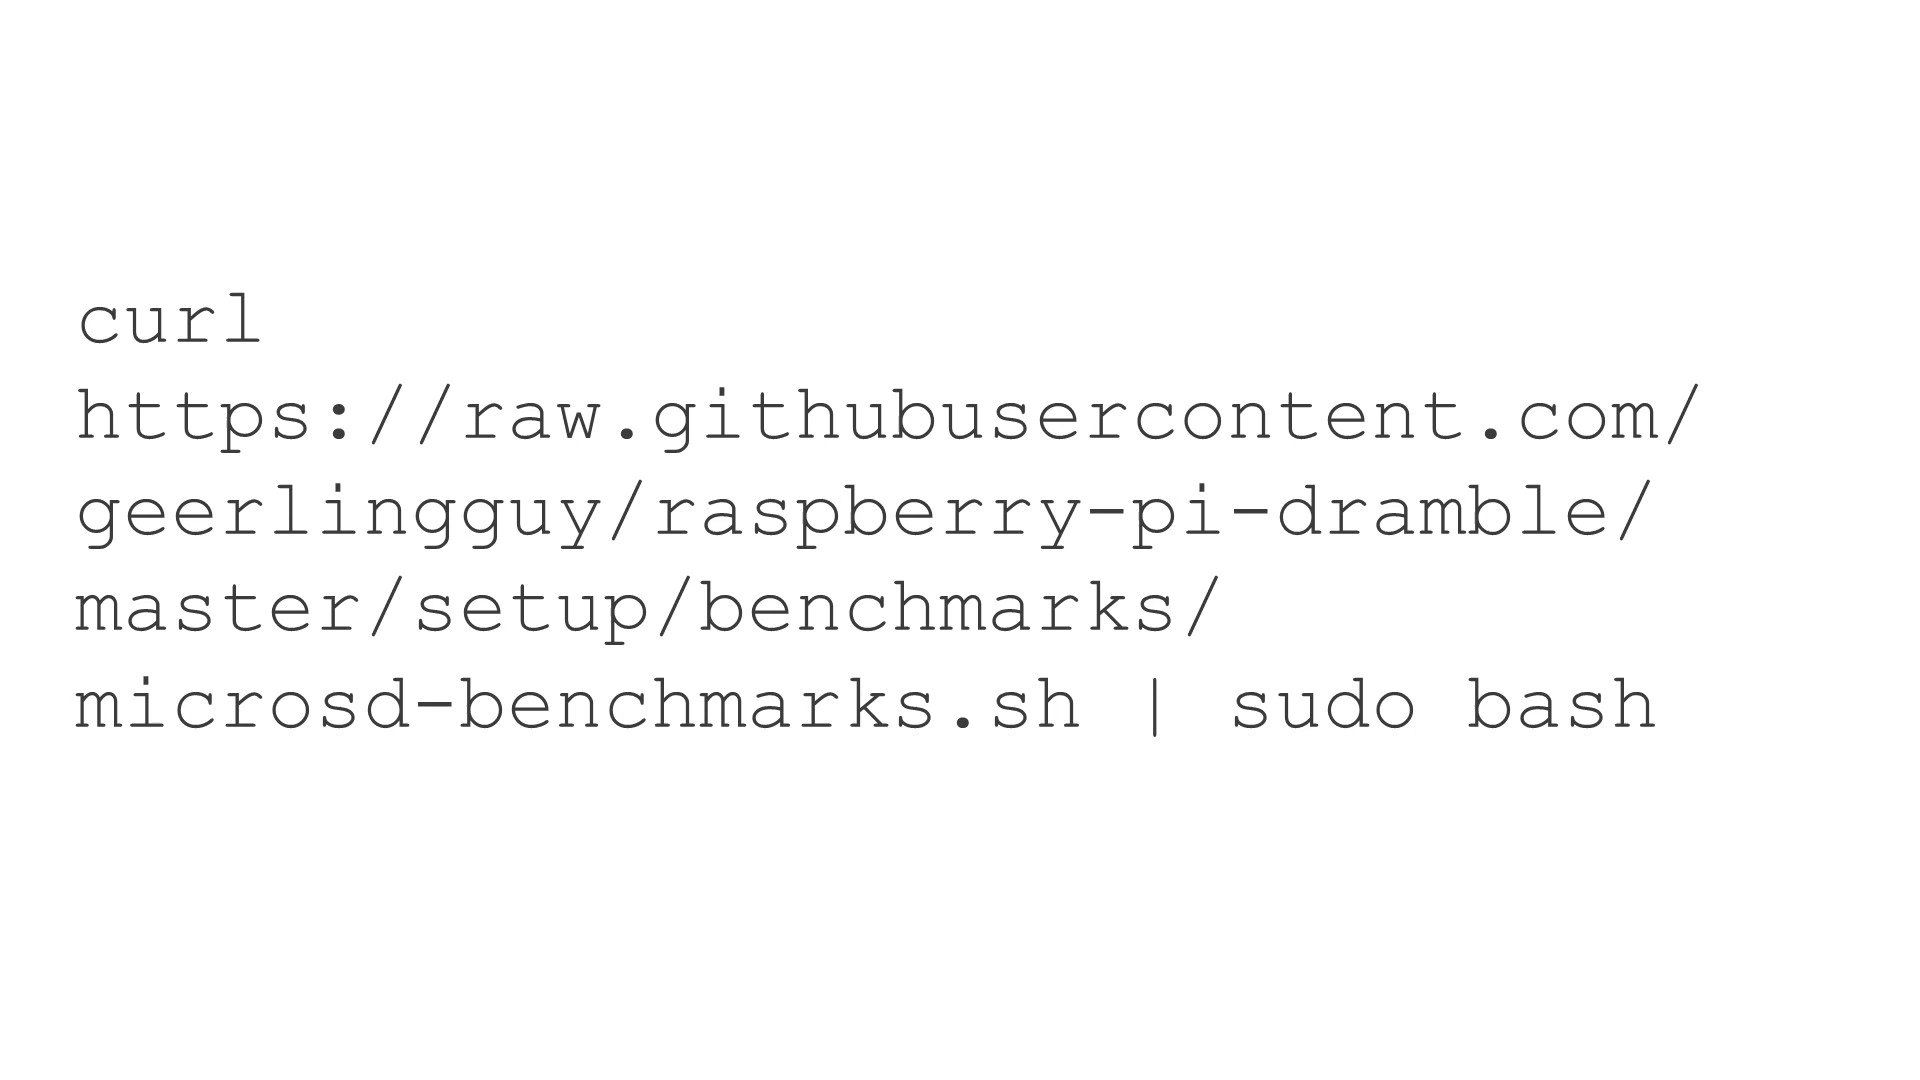 curl
https://raw.githubusercontent.com/
geerlingguy/raspberry-pi-dramble/
master/setup/benchmarks/
microsd-benchmarks.sh | sudo bash